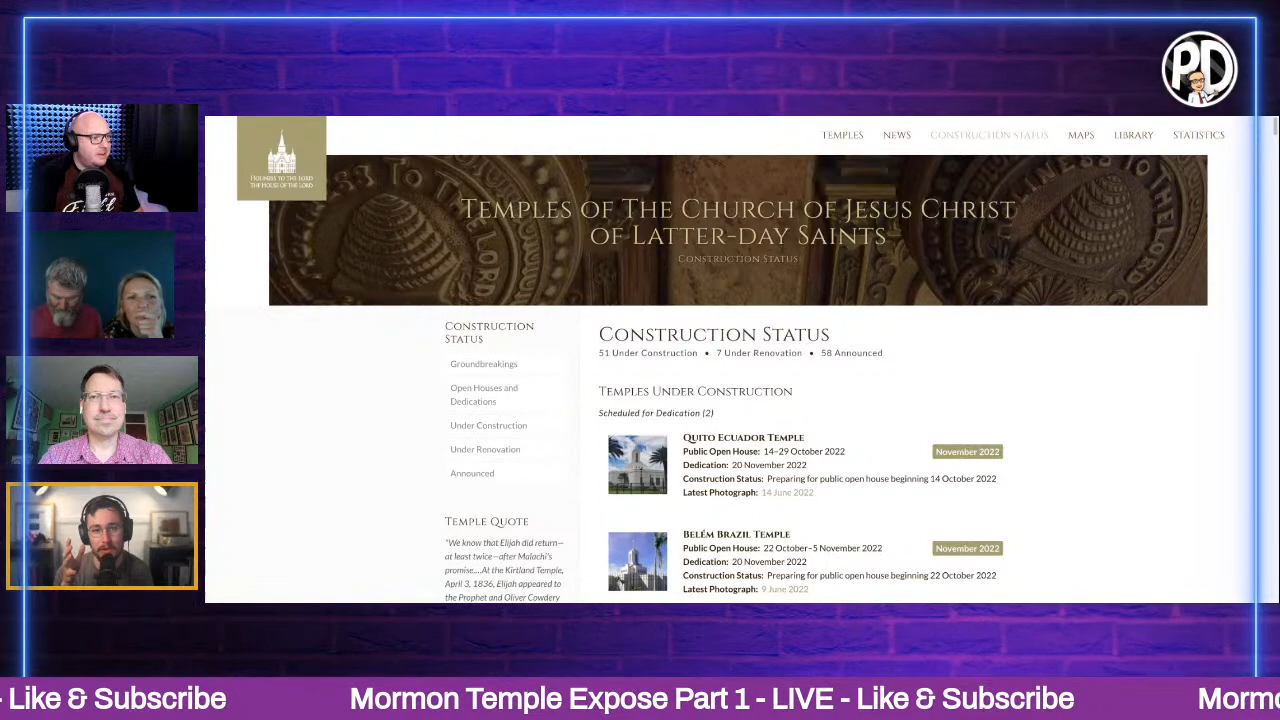 PD
TEMPLES NEWS CONSTRUCTION STATUS MAPS LIBRARY STATISTICS
HOLINESS TO THE LORD
THE HOUSE OF THE LORD
TEMPLES OF THE CHURCH OF JESUS CHRIST
OF LATTER-DAY SAINTS
CONSTRUCTION STATUS
CONSTRUCTION
STATUS
Groundbreakings
Open Houses and
Dedications
Under Construction
Under Renovation
Announced
TEMPLE QUOTE
"We know that Elijah did return—
at least twice—after Malachi's
promise....At the Kirtland Temple,
April 3, 1836, Elijah appeared to
the Prophet and Oliver Cowdery
CONSTRUCTION STATUS
51 Under Construction • 7 Under Renovation • 58 Announced
TEMPLES UNDER CONSTRUCTION
Scheduled for Dedication (2)
QUITO ECUADOR TEMPLE
Public Open House: 14–29 October 2022
November 2022
Dedication: 20 November 2022
Construction Status: Preparing for public open house beginning 14 October 2022
Latest Photograph: 14 June 2022
BELÉM BRAZIL TEMPLE
Public Open House: 22 October–5 November 2022
November 2022
Dedication: 20 November 2022
Construction Status: Preparing for public open house beginning 22 October 2022
Latest Photograph: 9 June 2022
- Like & Subscribe Mormon Temple Expose Part 1 - LIVE - Like & Subscribe Mormo